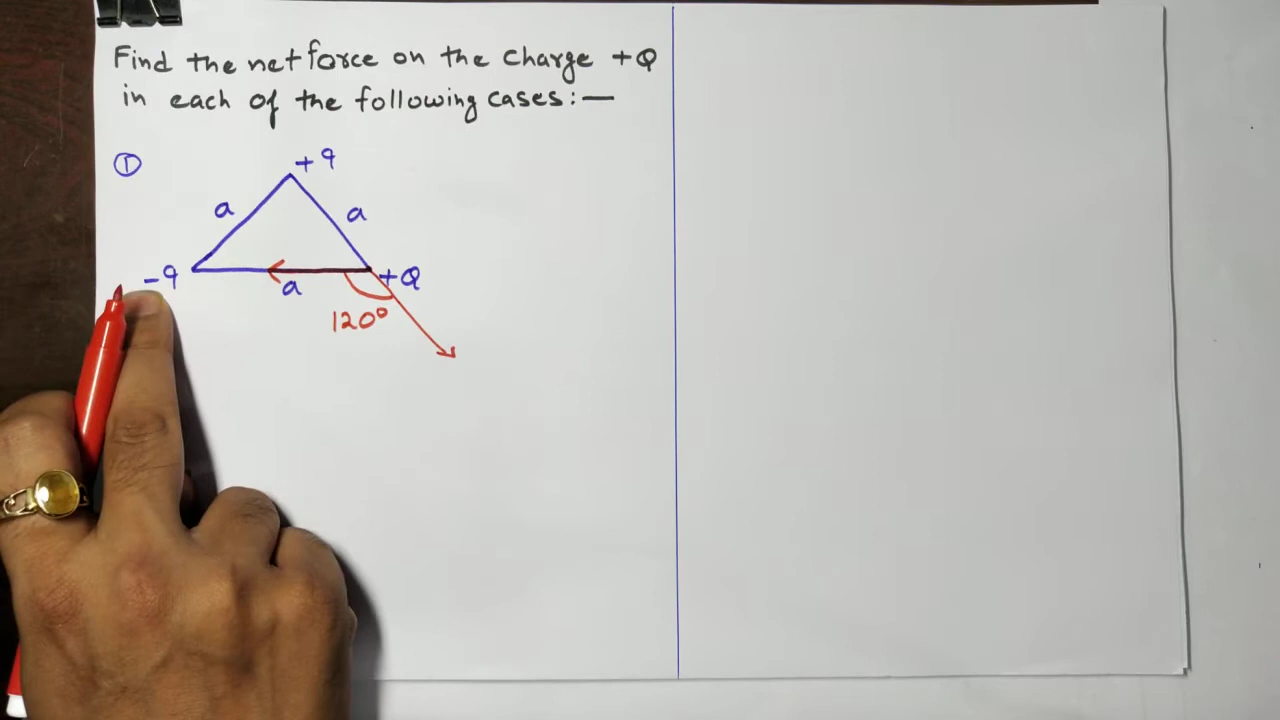 Find the net force on the charge +Q
in each of the following cases:—
①
+q
a
a
-q
+Q
a
120°